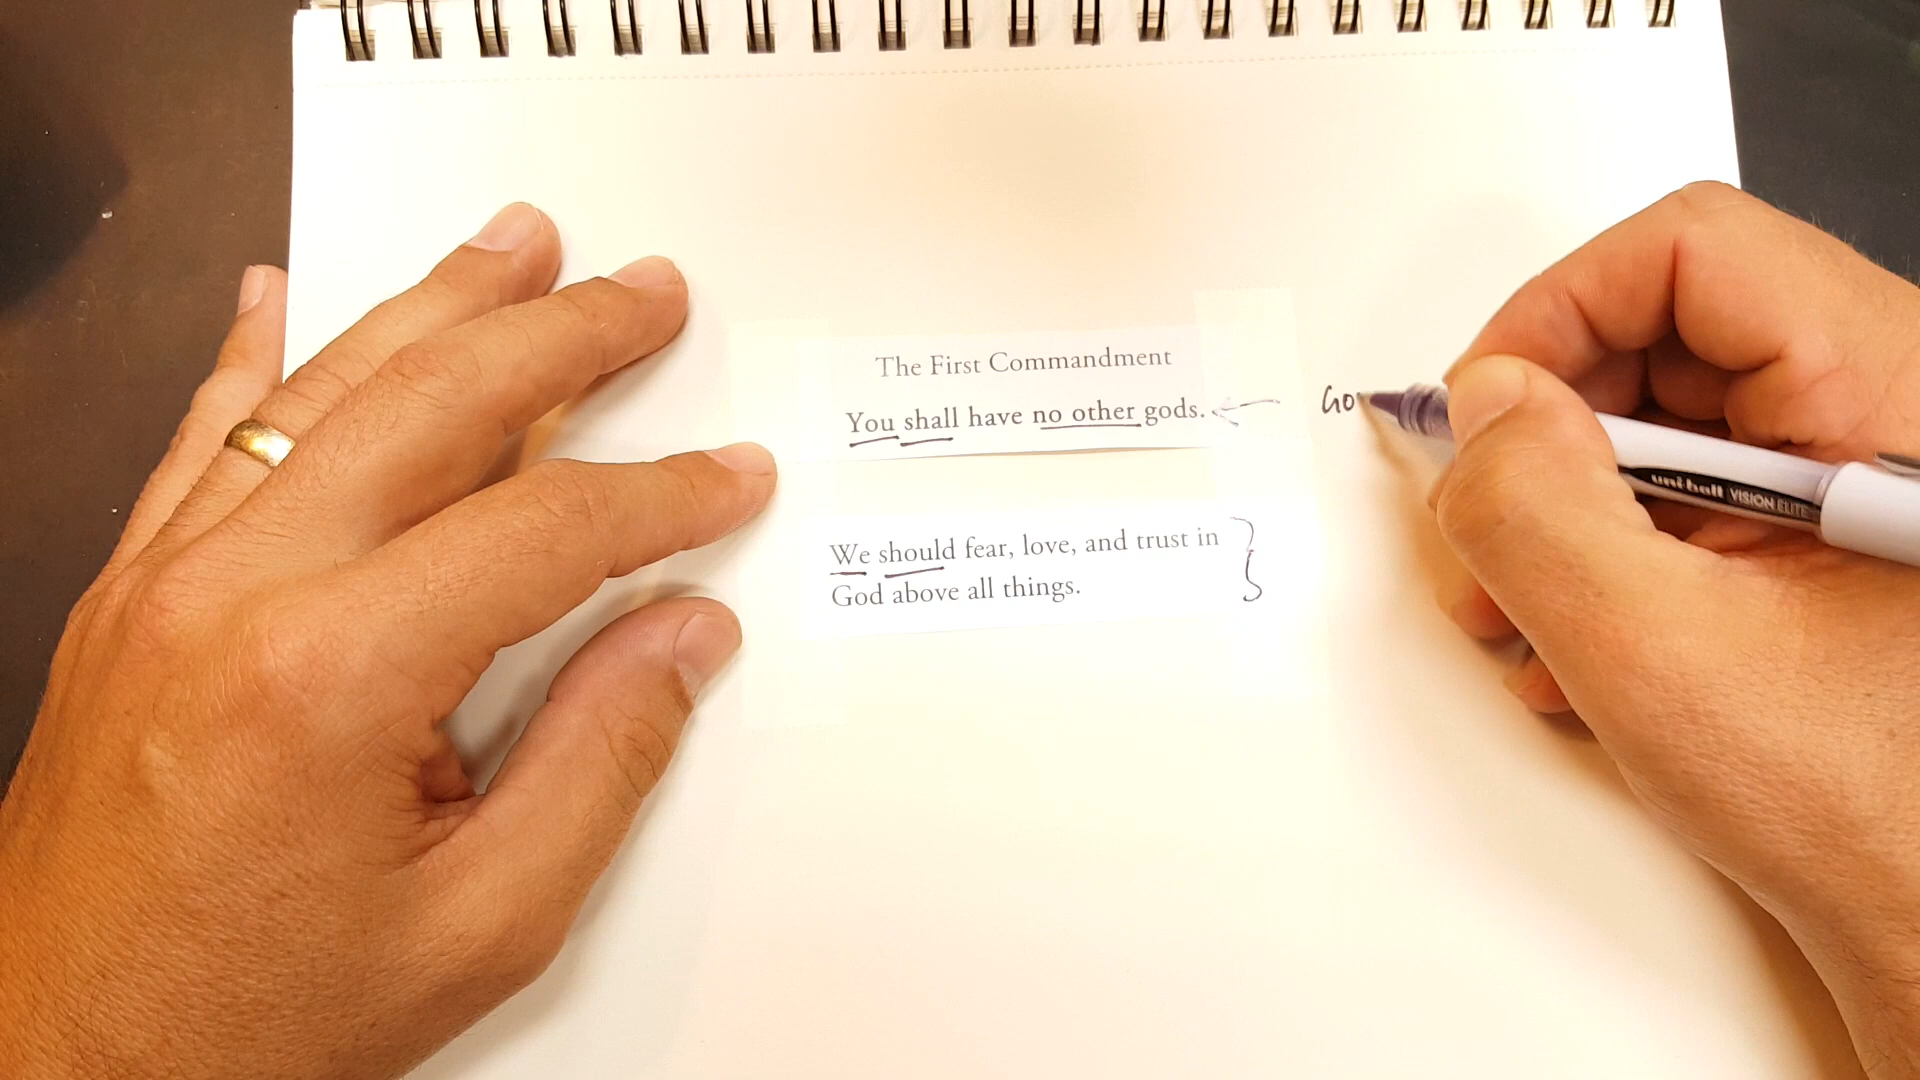 The First Commandment
You shall have no other gods.
Go
We should fear, love, and trust in
God above all things.
uni-ball VISION ELITE